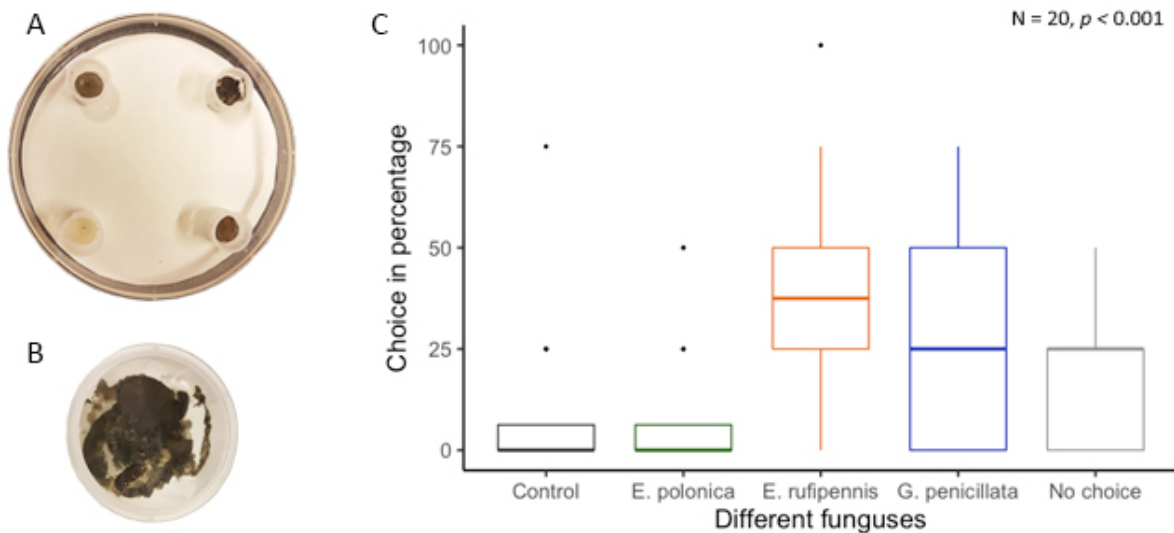 A
B
C
N = 20, p < 0.001
Choice in percentage
100
75
50
25
0
Control
E. polonica
E. rufipennis
G. penicillata
No choice
Different funguses